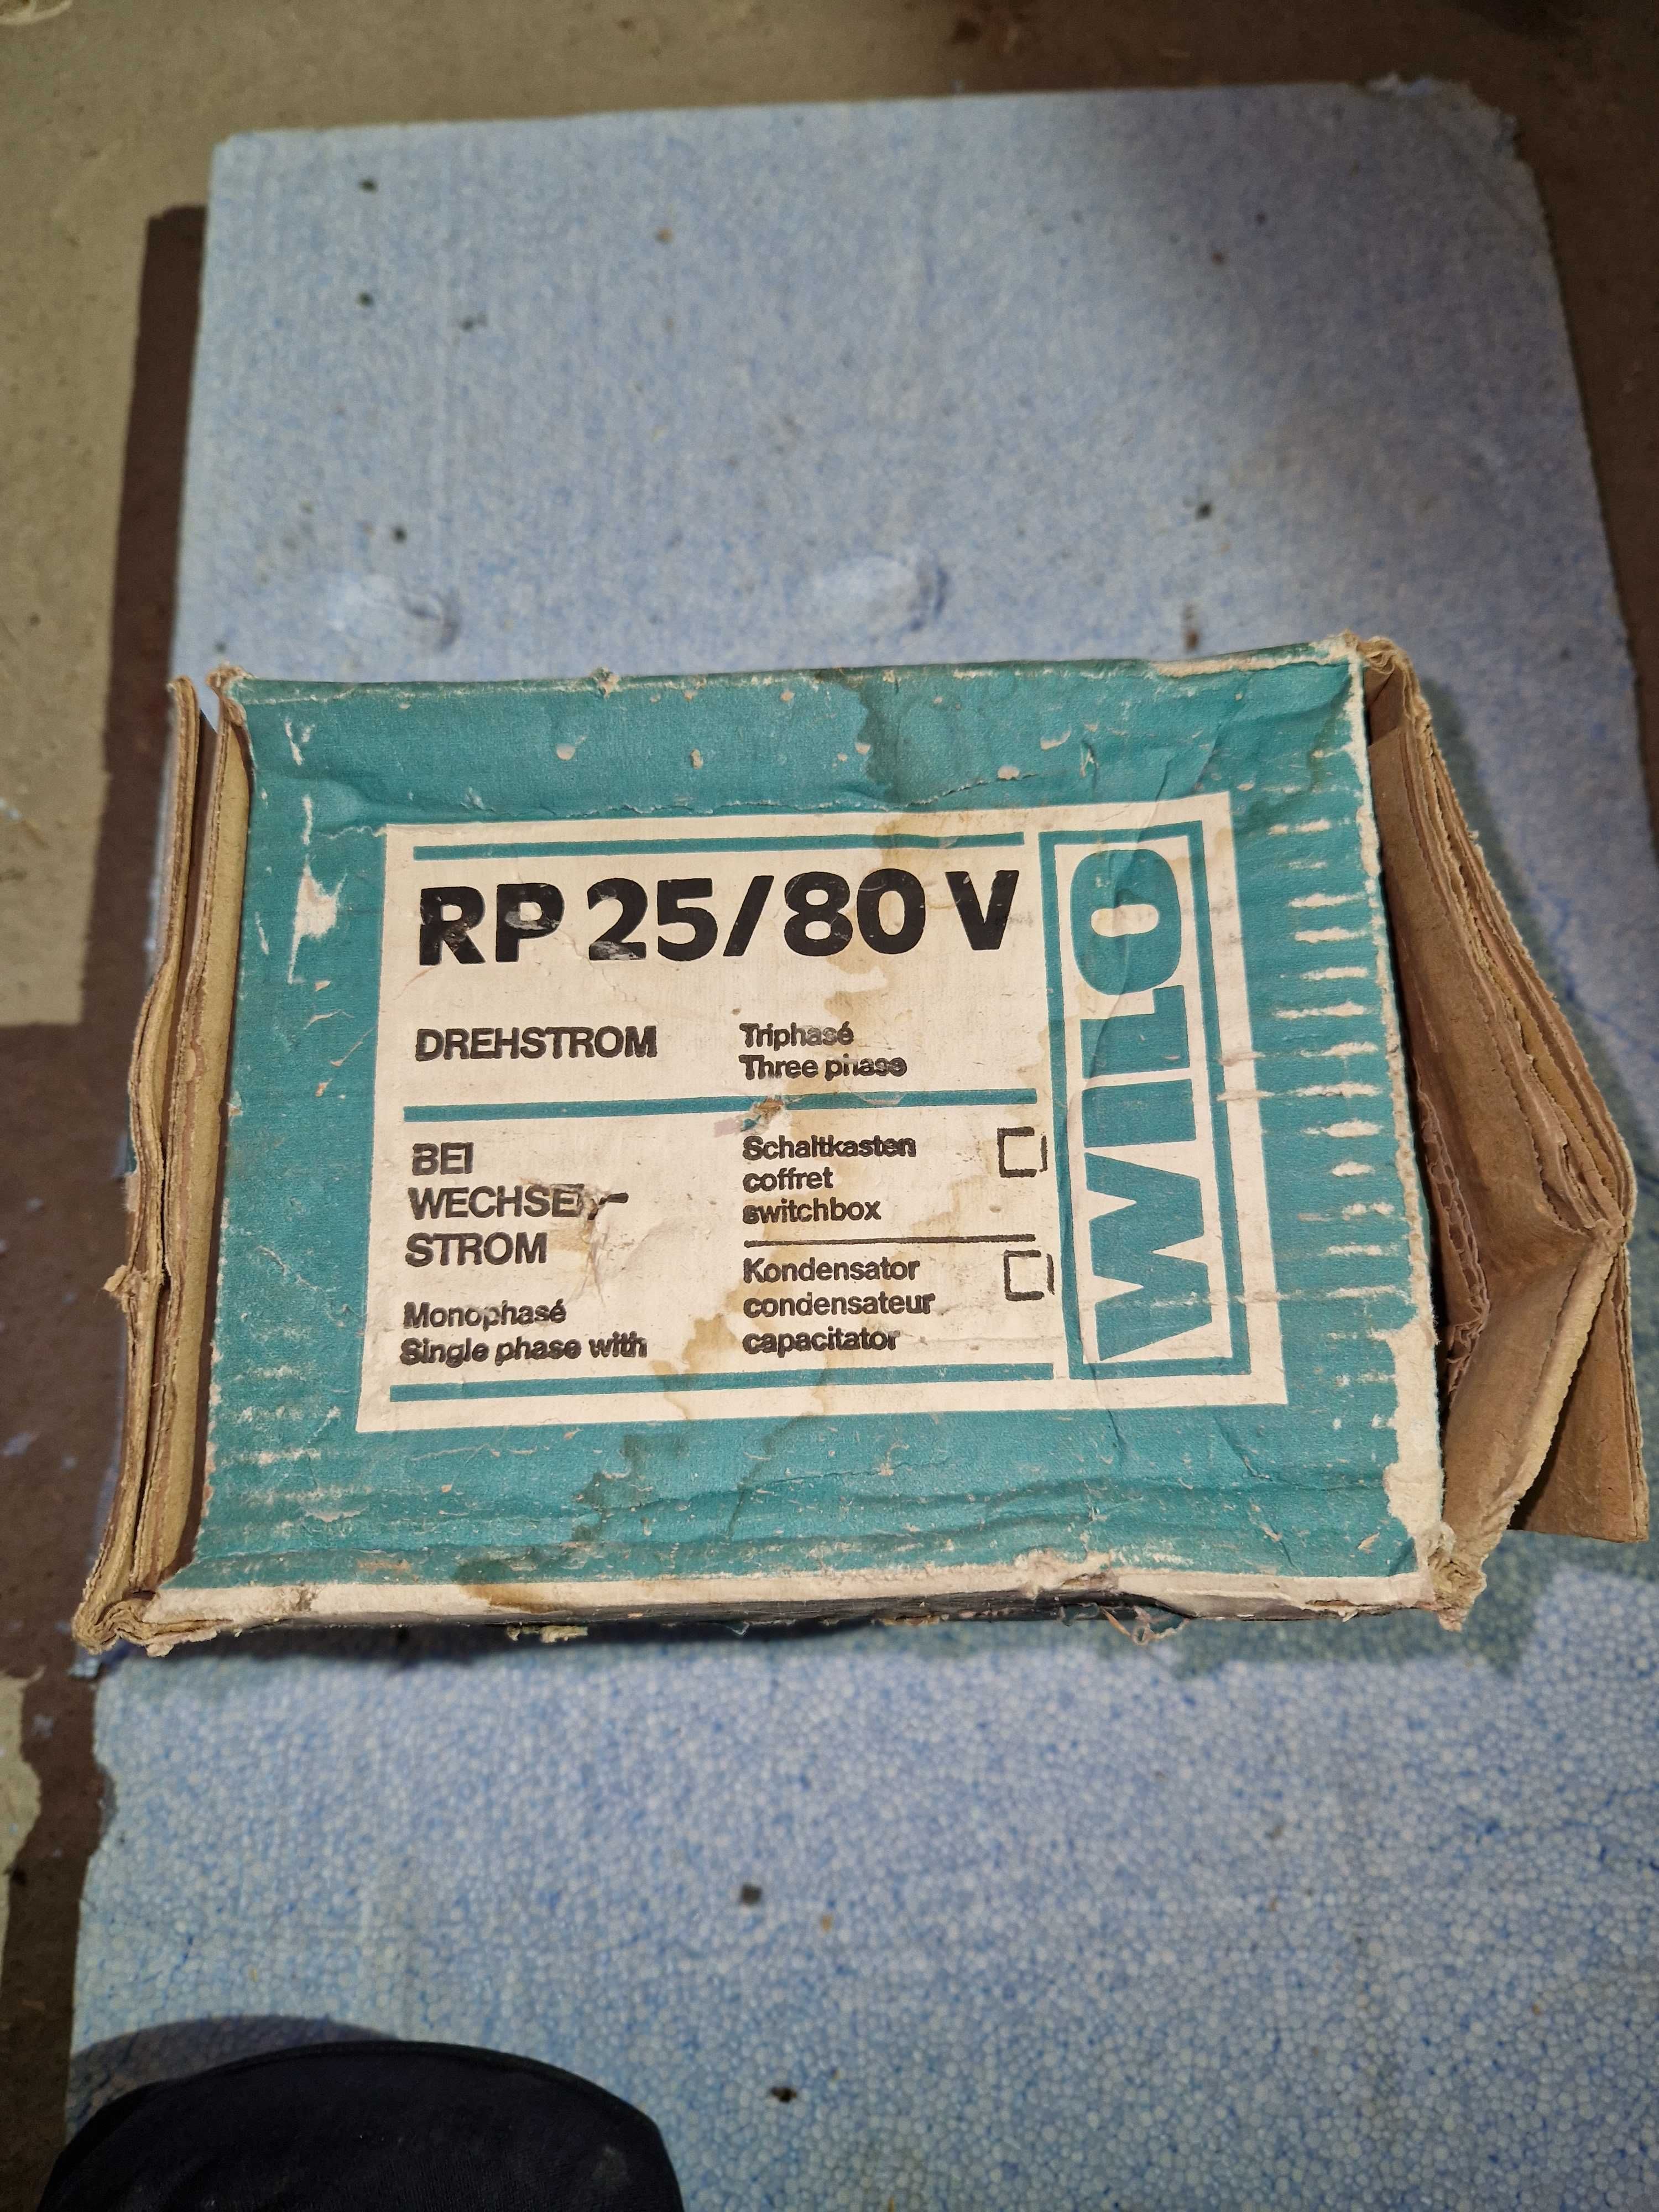 RP 25/80 V
DREHSTROM
Triphasé
Three phase
BEI
WECHSEL-
STROM
Monophasé
Single phase with
Schaltkasten
coffret
switchbox
Kondensator
condensateur
capacitator
WILO